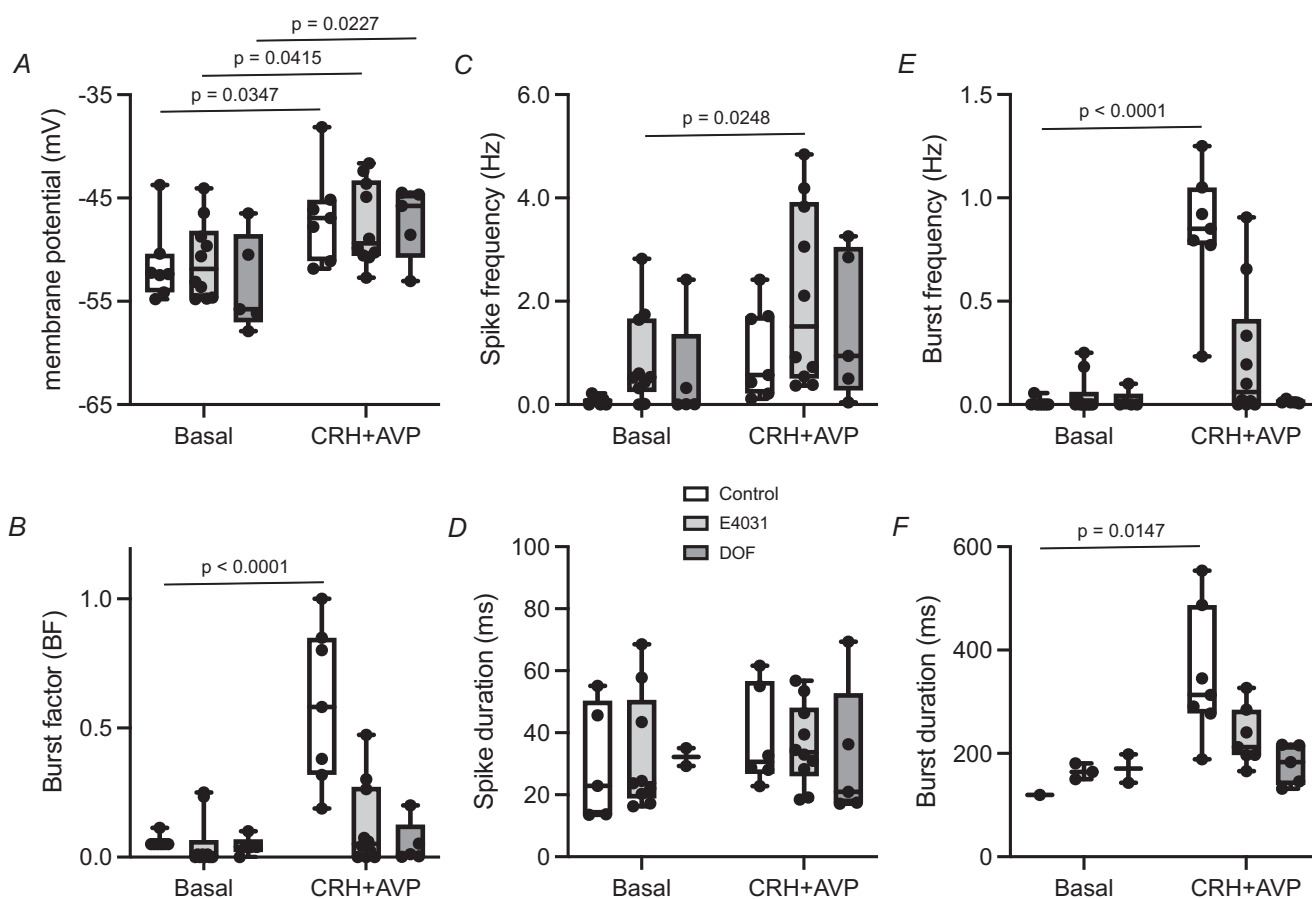 A
p = 0.0227
p = 0.0415
p = 0.0347
membrane potential (mV)
-35
-45
-55
-65
Basal
CRH+AVP
C
p = 0.0248
Spike frequency (Hz)
6.0
4.0
2.0
0.0
Basal
CRH+AVP
E
p < 0.0001
Burst frequency (Hz)
1.5
1.0
0.5
0.0
Basal
CRH+AVP
B
p < 0.0001
Burst factor (BF)
1.0
0.5
0.0
Basal
CRH+AVP
Control
E4031
DOF
D
Spike duration (ms)
100
80
60
40
20
0
Basal
CRH+AVP
F
p = 0.0147
Burst duration (ms)
600
400
200
0
Basal
CRH+AVP